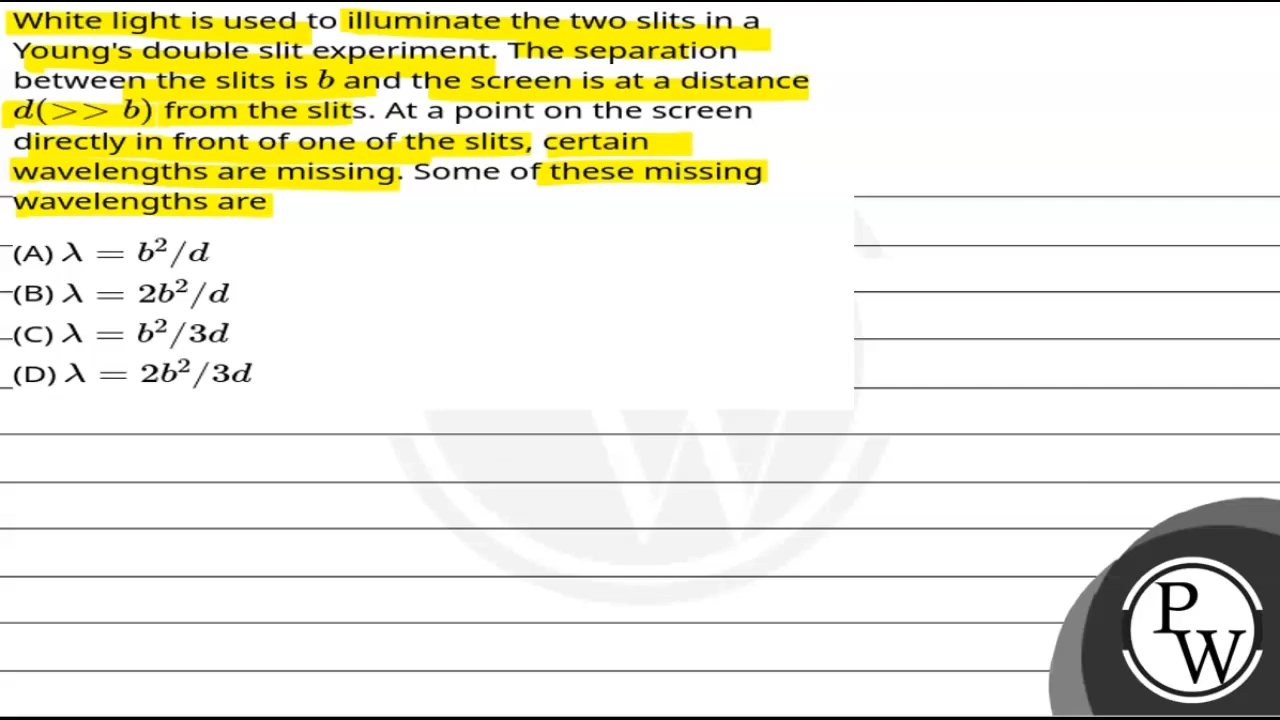 White light is used to illuminate the two slits in a
Young's double slit experiment. The separation
between the slits is b and the screen is at a distance
d(>> b) from the slits. At a point on the screen
directly in front of one of the slits, certain
wavelengths are missing. Some of these missing
wavelengths are
(A) λ = b²/d
(B) λ = 2b²/d
(C) λ = b²/3d
(D) λ = 2b²/3d
P
W